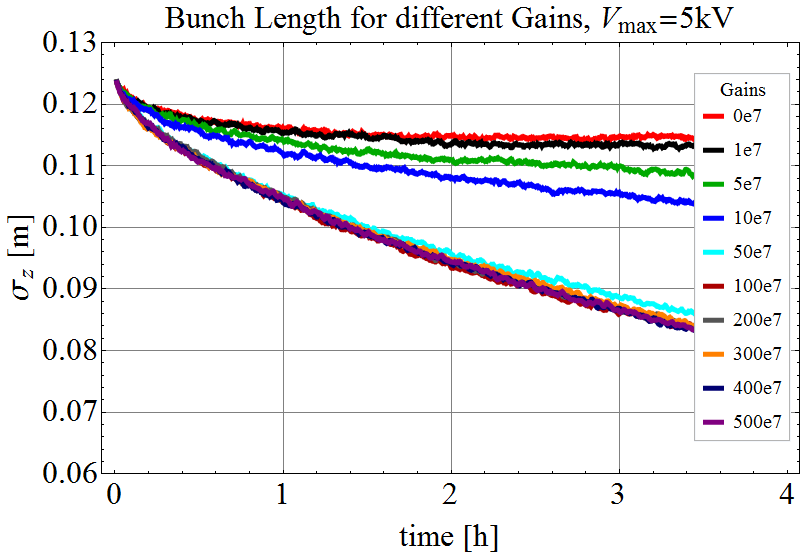 Bunch Length for different Gains, Vmax=5kV
0.13
0.12
0.11
0.10
0.09
0.08
0.07
0.06
σz [m]
0
1
2
3
4
time [h]
Gains
0e7
1e7
5e7
10e7
50e7
100e7
200e7
300e7
400e7
500e7